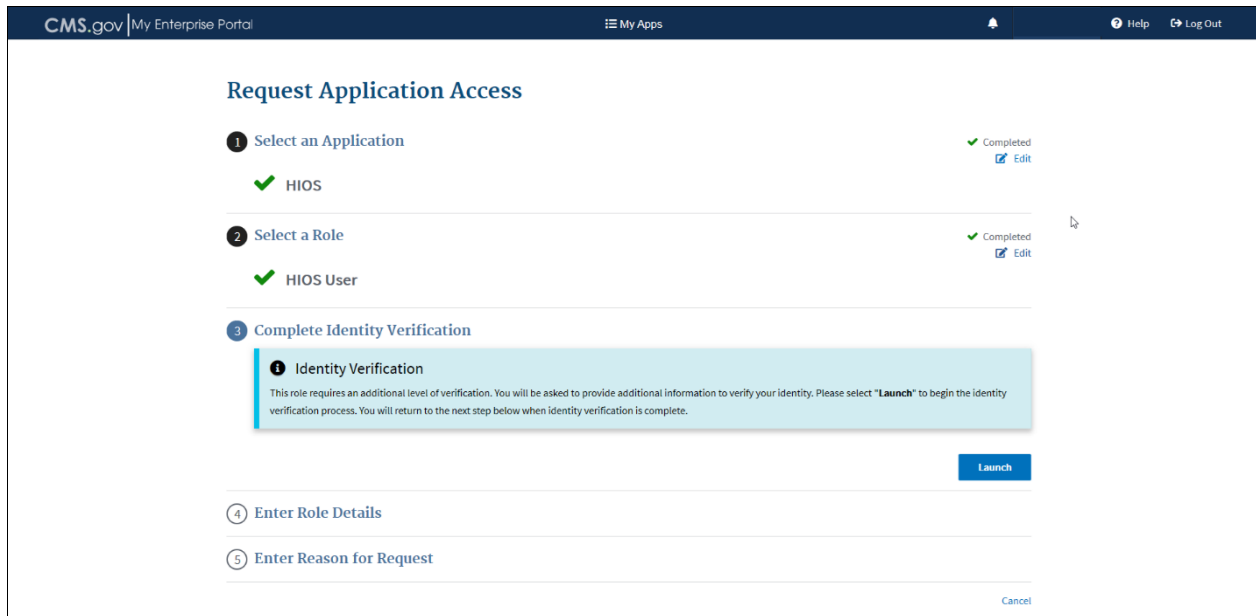 CMS.gov My Enterprise Portal My Apps Help Log Out
Request Application Access
1 Select an Application Completed
Edit
HIOS
2 Select a Role Completed
Edit
HIOS User
3 Complete Identity Verification
Identity Verification
This role requires an additional level of verification. You will be asked to provide additional information to verify your identity. Please select "Launch" to begin the identity
verification process. You will return to the next step below when identity verification is complete.
Launch
4 Enter Role Details
5 Enter Reason for Request
Cancel